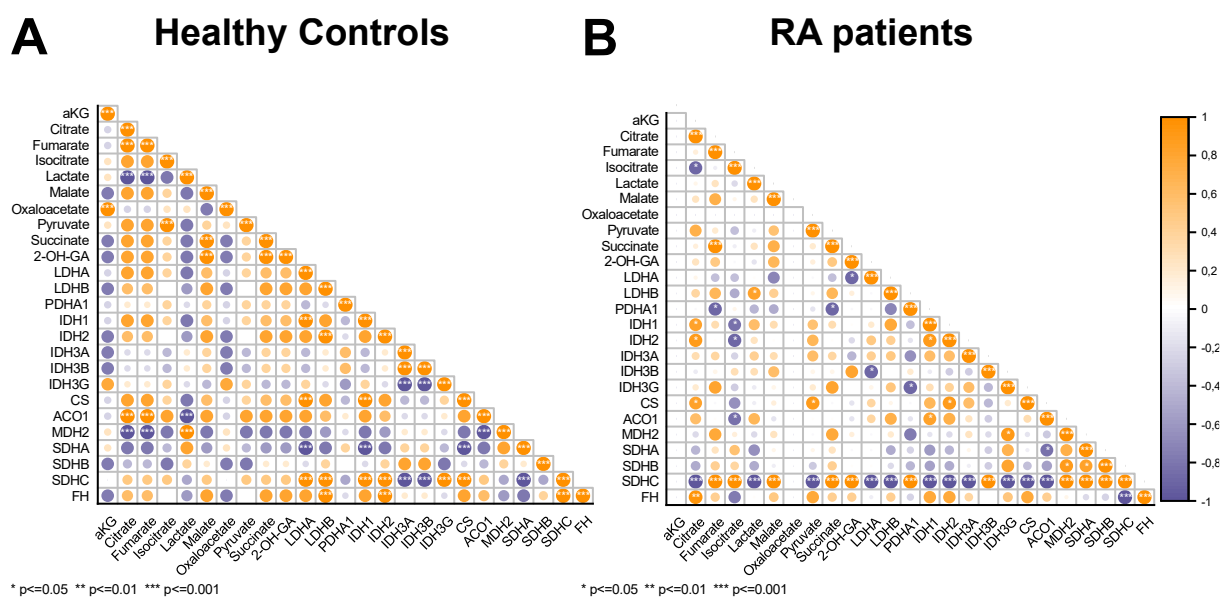 A Healthy Controls
aKG
Citrate
Fumarate
Isocitrate
Lactate
Malate
Oxaloacetate
Pyruvate
Succinate
2-OH-GA
LDHA
LDHB
PDHA1
IDH1
IDH2
IDH3A
IDH3B
IDH3G
CS
ACO1
MDH2
SDHA
SDHB
SDHC
FH
aKG
Citrate
Fumarate
Isocitrate
Lactate
Malate
Oxaloacetate
Pyruvate
Succinate
2-OH-GA
LDHA
LDHB
PDHA1
IDH1
IDH2
IDH3A
IDH3B
IDH3G
CS
ACO1
MDH2
SDHA
SDHB
SDHC
FH
* p<=0.05 ** p<=0.01 *** p<=0.001
B RA patients
aKG
Citrate
Fumarate
Isocitrate
Lactate
Malate
Oxaloacetate
Pyruvate
Succinate
2-OH-GA
LDHA
LDHB
PDHA1
IDH1
IDH2
IDH3A
IDH3B
IDH3G
CS
ACO1
MDH2
SDHA
SDHB
SDHC
FH
aKG
Citrate
Fumarate
Isocitrate
Lactate
Malate
Oxaloacetate
Pyruvate
Succinate
2-OH-GA
LDHA
LDHB
PDHA1
IDH1
IDH2
IDH3A
IDH3B
IDH3G
CS
ACO1
MDH2
SDHA
SDHB
SDHC
FH
1
0,8
0,6
0,4
0,2
0
-0,2
-0,4
-0,6
-0,8
-1
* p<=0.05 ** p<=0.01 *** p<=0.001